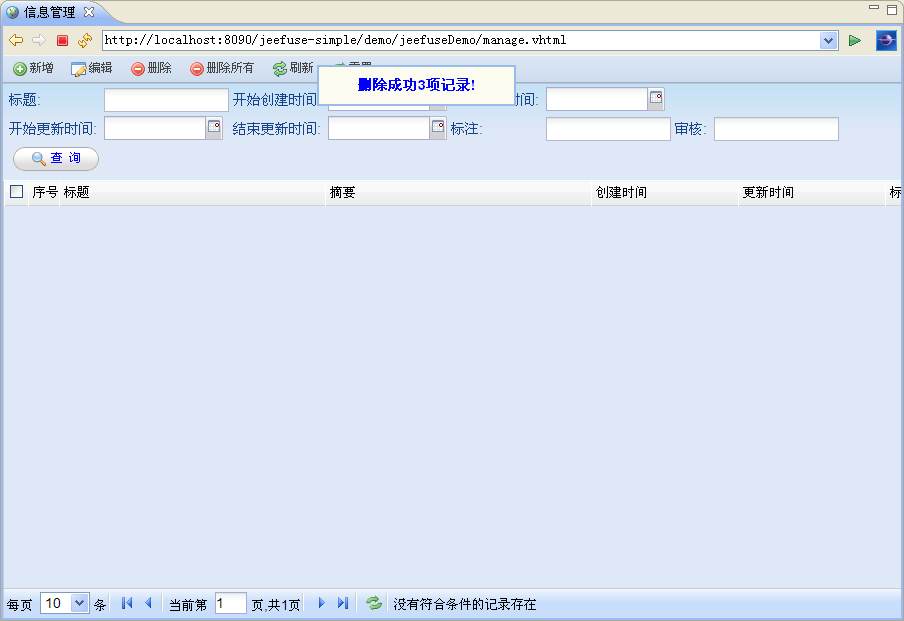 信息管理
http://localhost:8090/jeefuse-simple/demo/jeefuseDemo/manage.vhtml
新增 编辑 删除 删除所有 刷新
删除成功3项记录!
标题: 开始创建时间 时间:
开始更新时间: 结束更新时间: 标注: 审核:
查 询
序号 标题 摘要 创建时间 更新时间 标
每页 10 条 当前第 1 页,共1页 没有符合条件的记录存在